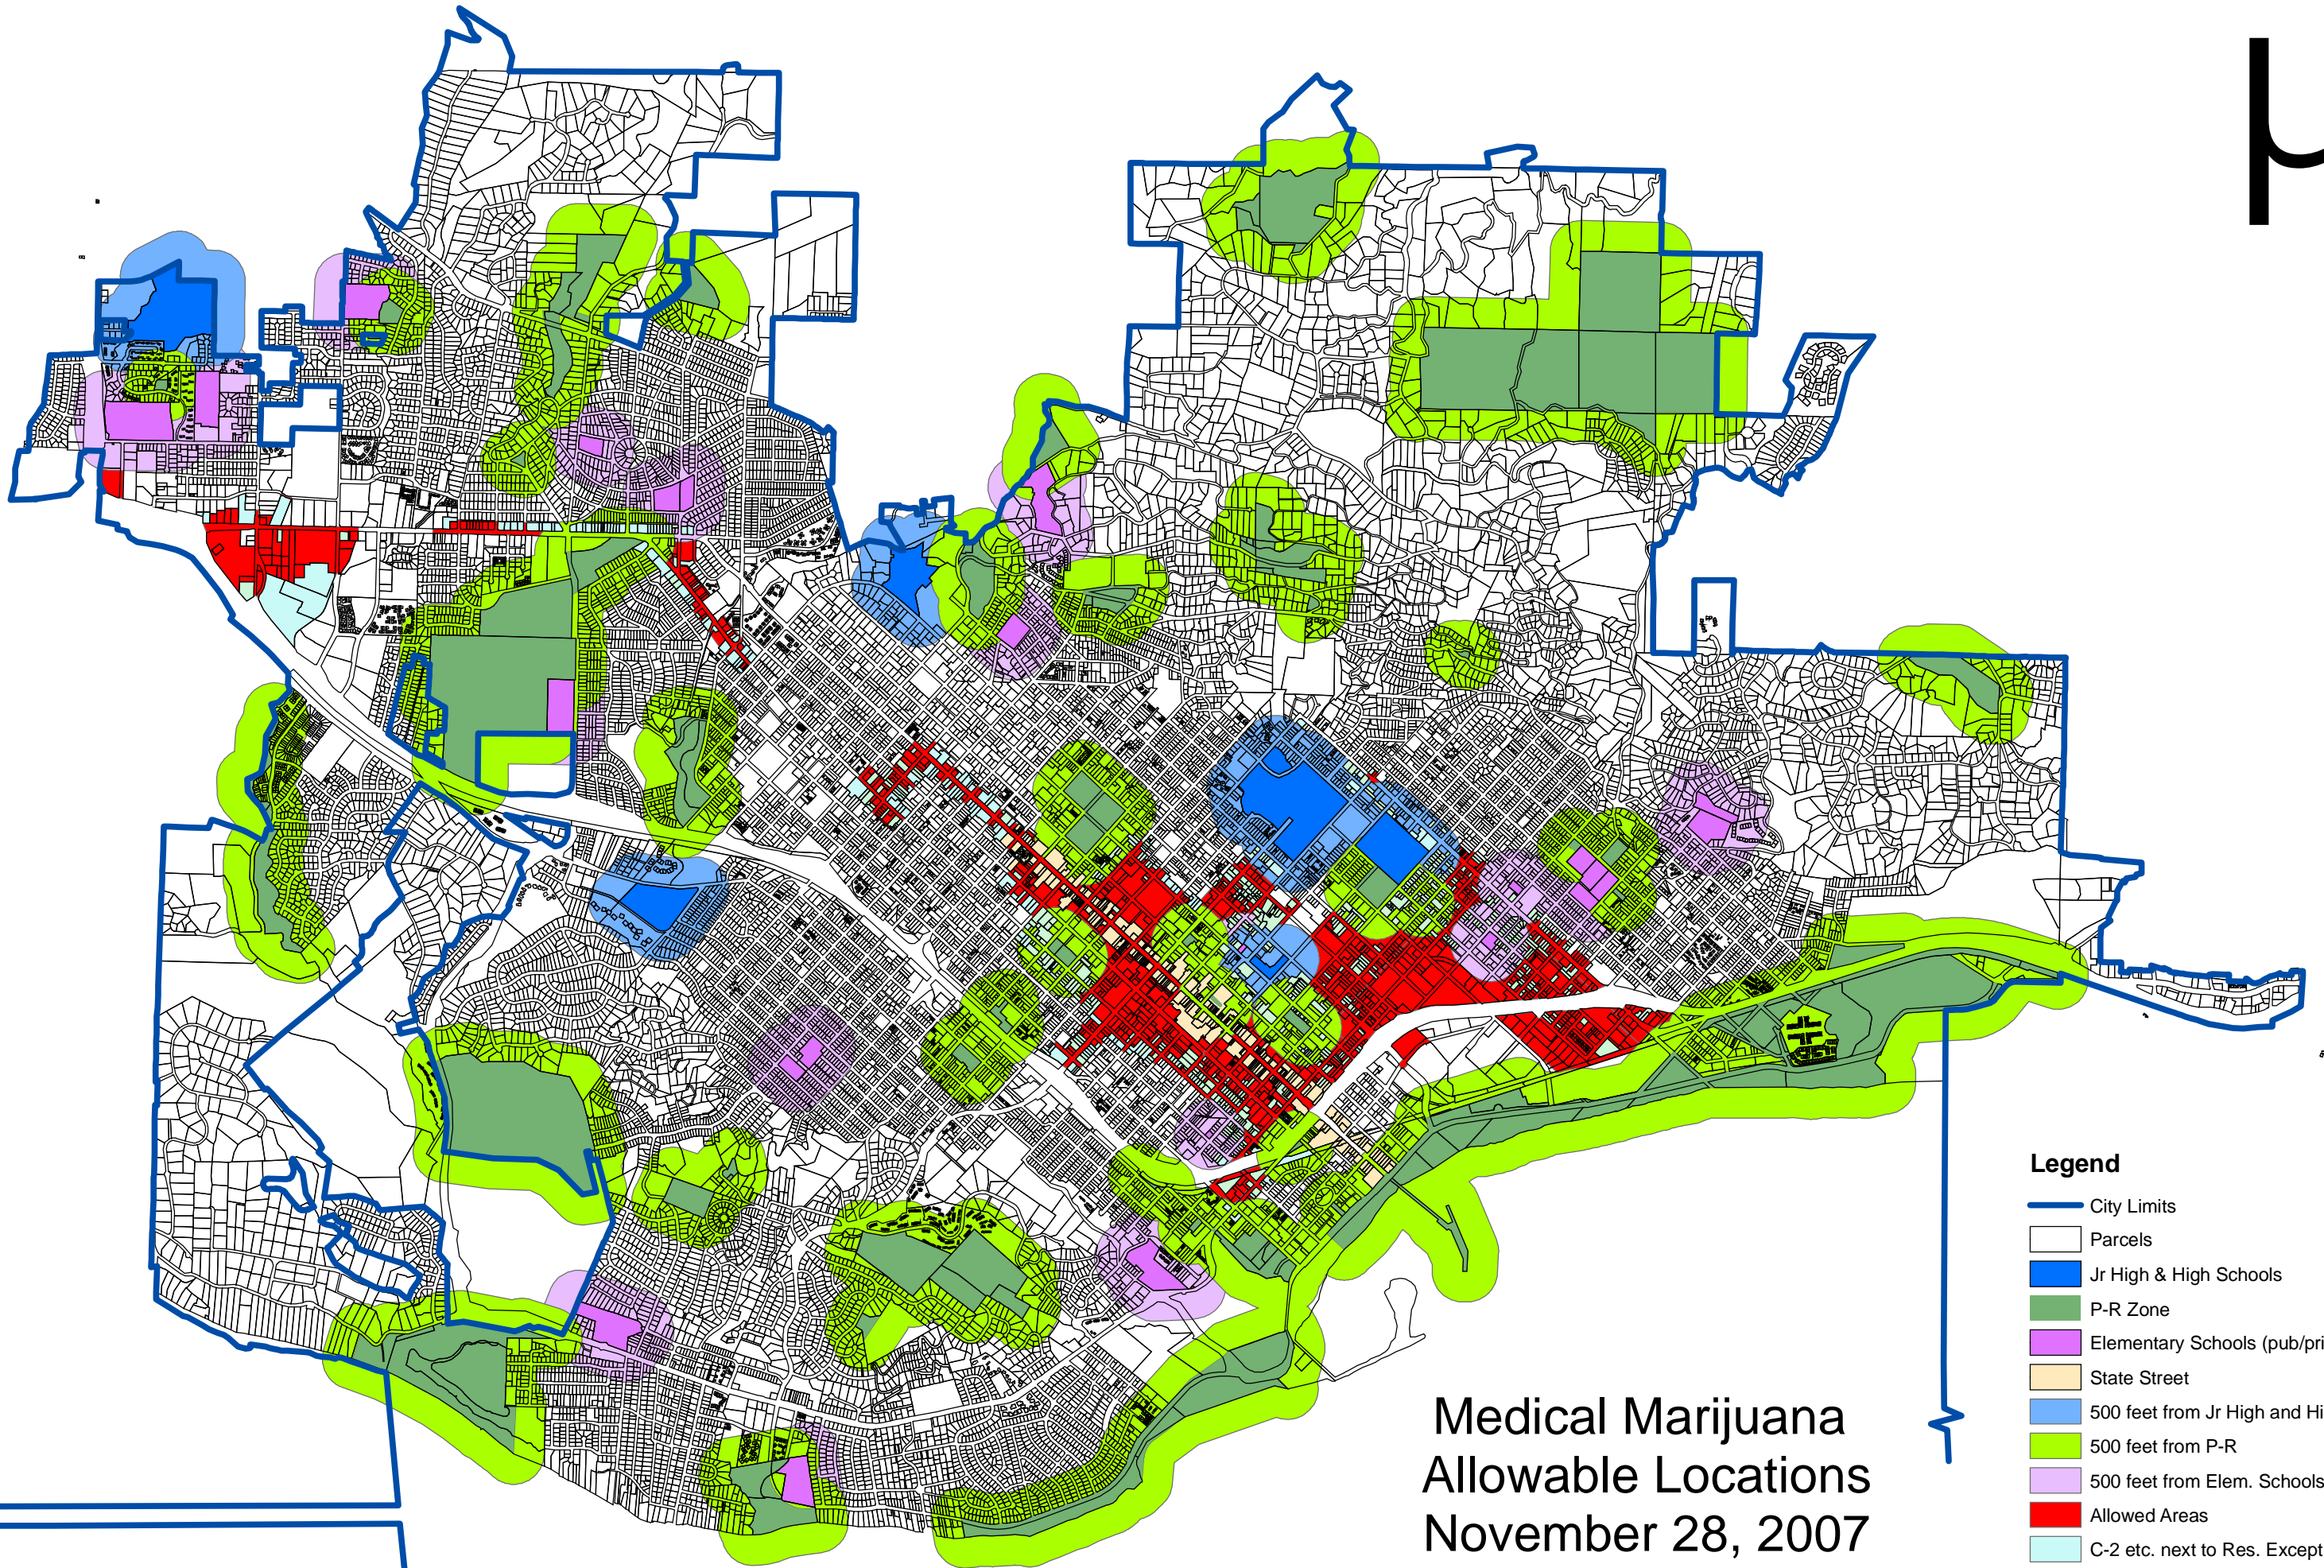 µ
Legend
City Limits
Parcels
Jr High & High Schools
P-R Zone
Elementary Schools (pub/pri
State Street
500 feet from Jr High and Hi
500 feet from P-R
500 feet from Elem. Schools
Allowed Areas
C-2 etc. next to Res. Except
Medical Marijuana
Allowable Locations
November 28, 2007